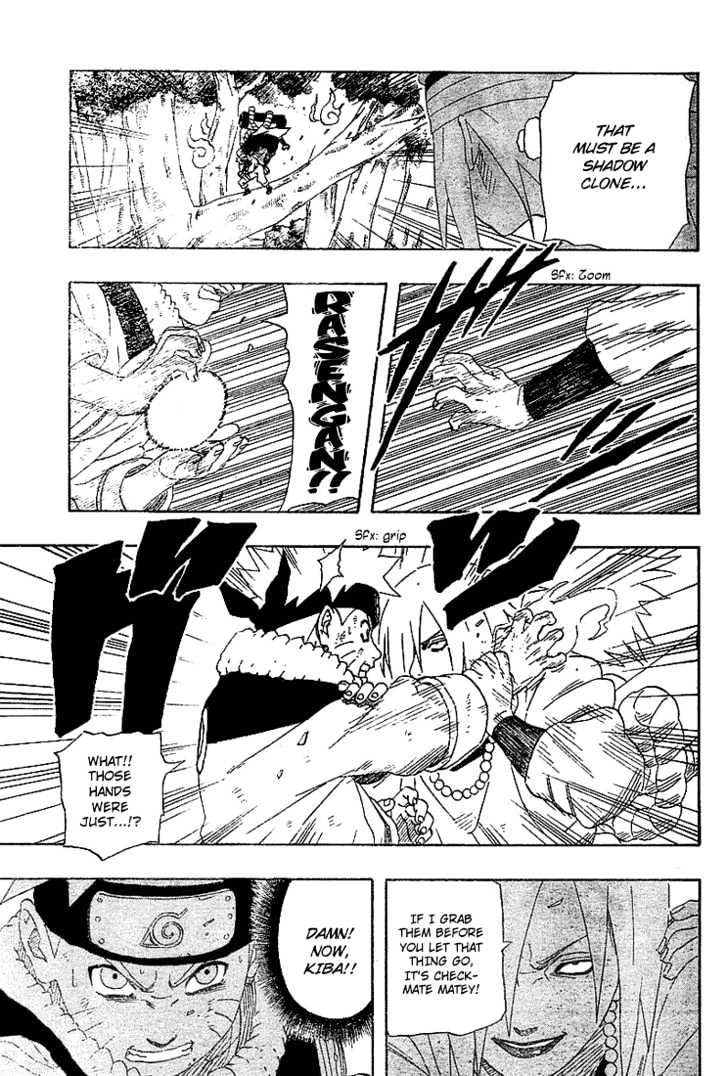 THAT
MUST BE A
SHADOW
CLONE...
Sfx: Zoom
RASENGAN!!
Sfx: grip
WHAT!!
THOSE
HANDS
WERE
JUST...!?
IF I GRAB
THEM BEFORE
YOU LET THAT
THING GO,
IT'S CHECK-
MATE MATEY!
DAMN!
NOW,
KIBA!!